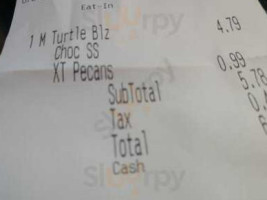 Eat-In
1 M Turtle Blz 4.79
Choc SS
XT Pecans 0.99
SubTotal 5.78
Tax
Total
Cash